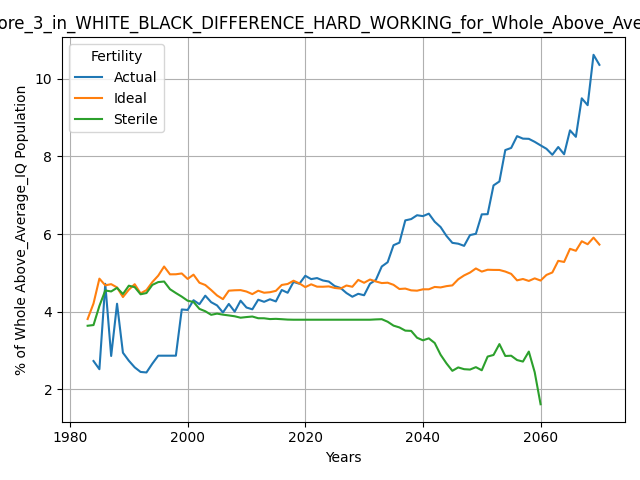 ore_3_in_WHITE_BLACK_DIFFERENCE_HARD_WORKING_for_Whole_Above_Ave
Fertility
Actual
Ideal
Sterile
% of Whole Above_Average_IQ Population
10
8
6
4
2
1980
2000
2020
2040
2060
Years